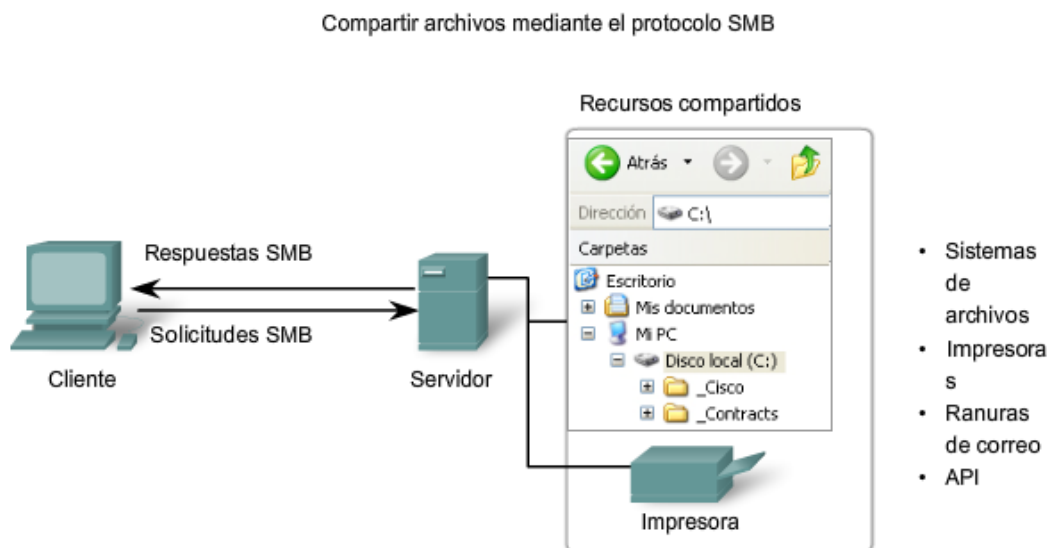 Compartir archivos mediante el protocolo SMB
Recursos compartidos
Atrás
Dirección C:\
Carpetas
Escritorio
Mis documentos
Mi PC
Disco local (C:)
_Cisco
_Contracts
Respuestas SMB
Solicitudes SMB
Cliente
Servidor
Impresora
• Sistemas
de
archivos
• Impresora
s
• Ranuras
de correo
• API